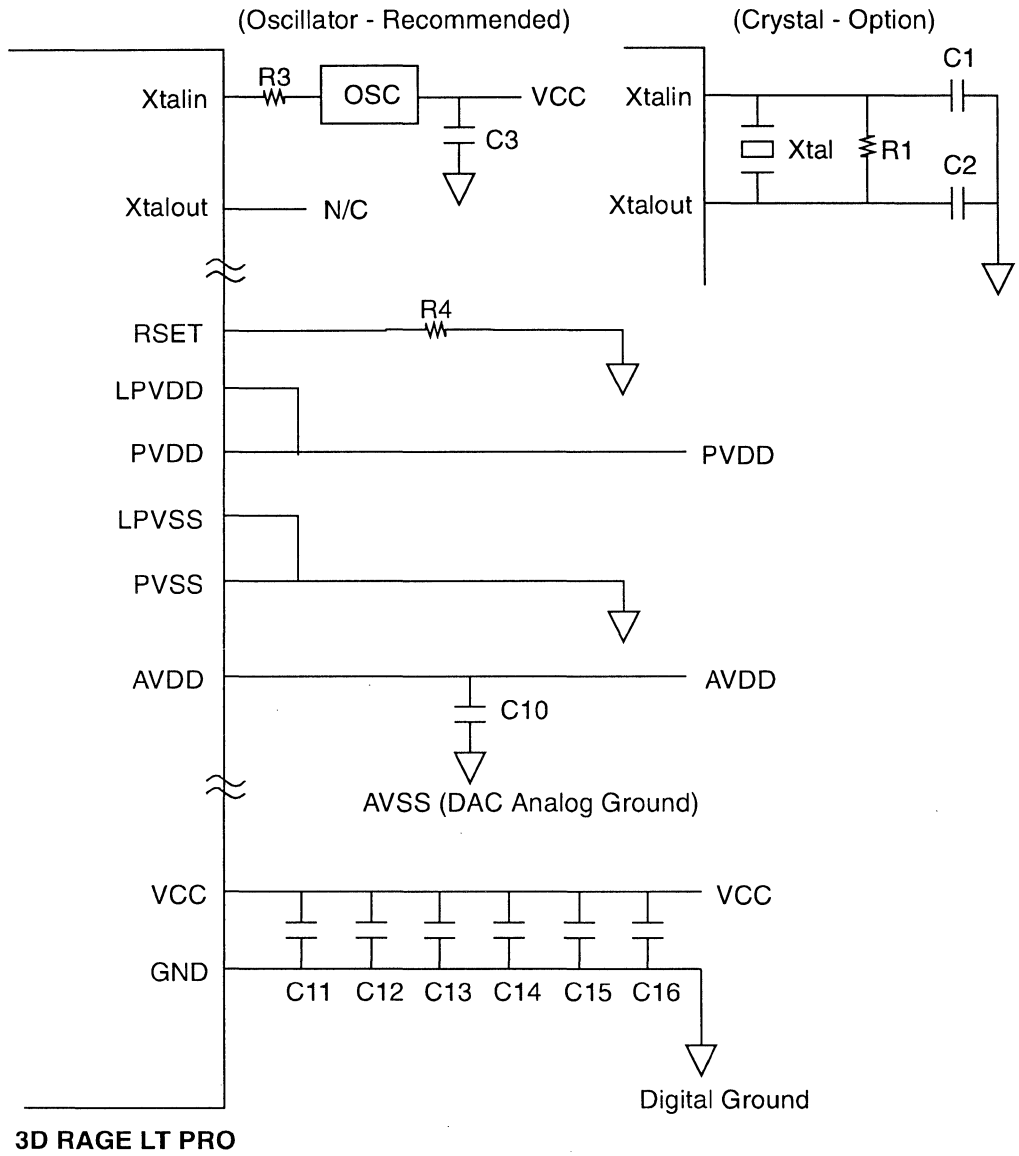 (Oscillator - Recommended)
(Crystal - Option)
Xtalin
R3
OSC
VCC
C3
Xtalout
N/C
Xtalin
C1
Xtal
R1
C2
Xtalout
RSET
R4
LPVDD
PVDD
PVDD
LPVSS
PVSS
AVDD
AVDD
C10
AVSS (DAC Analog Ground)
VCC
VCC
GND
C11 C12 C13 C14 C15 C16
Digital Ground
3D RAGE LT PRO